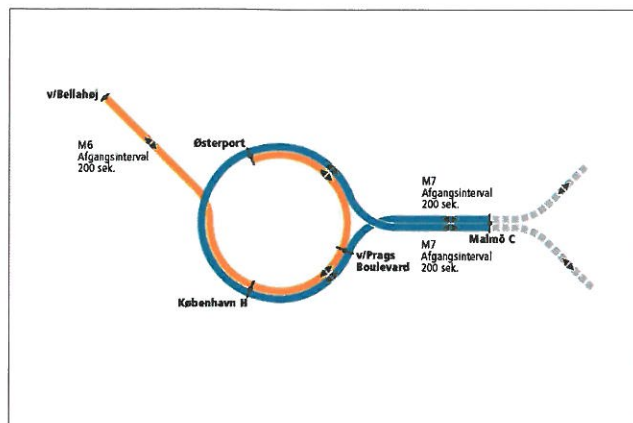 v/Bellahøj
M6
Afgangsinterval
200 sek.
Østerport
M7
Afgangsinterval
200 sek.
Malmö C
M7
Afgangsinterval
200 sek.
v/Prags
Boulevard
København H